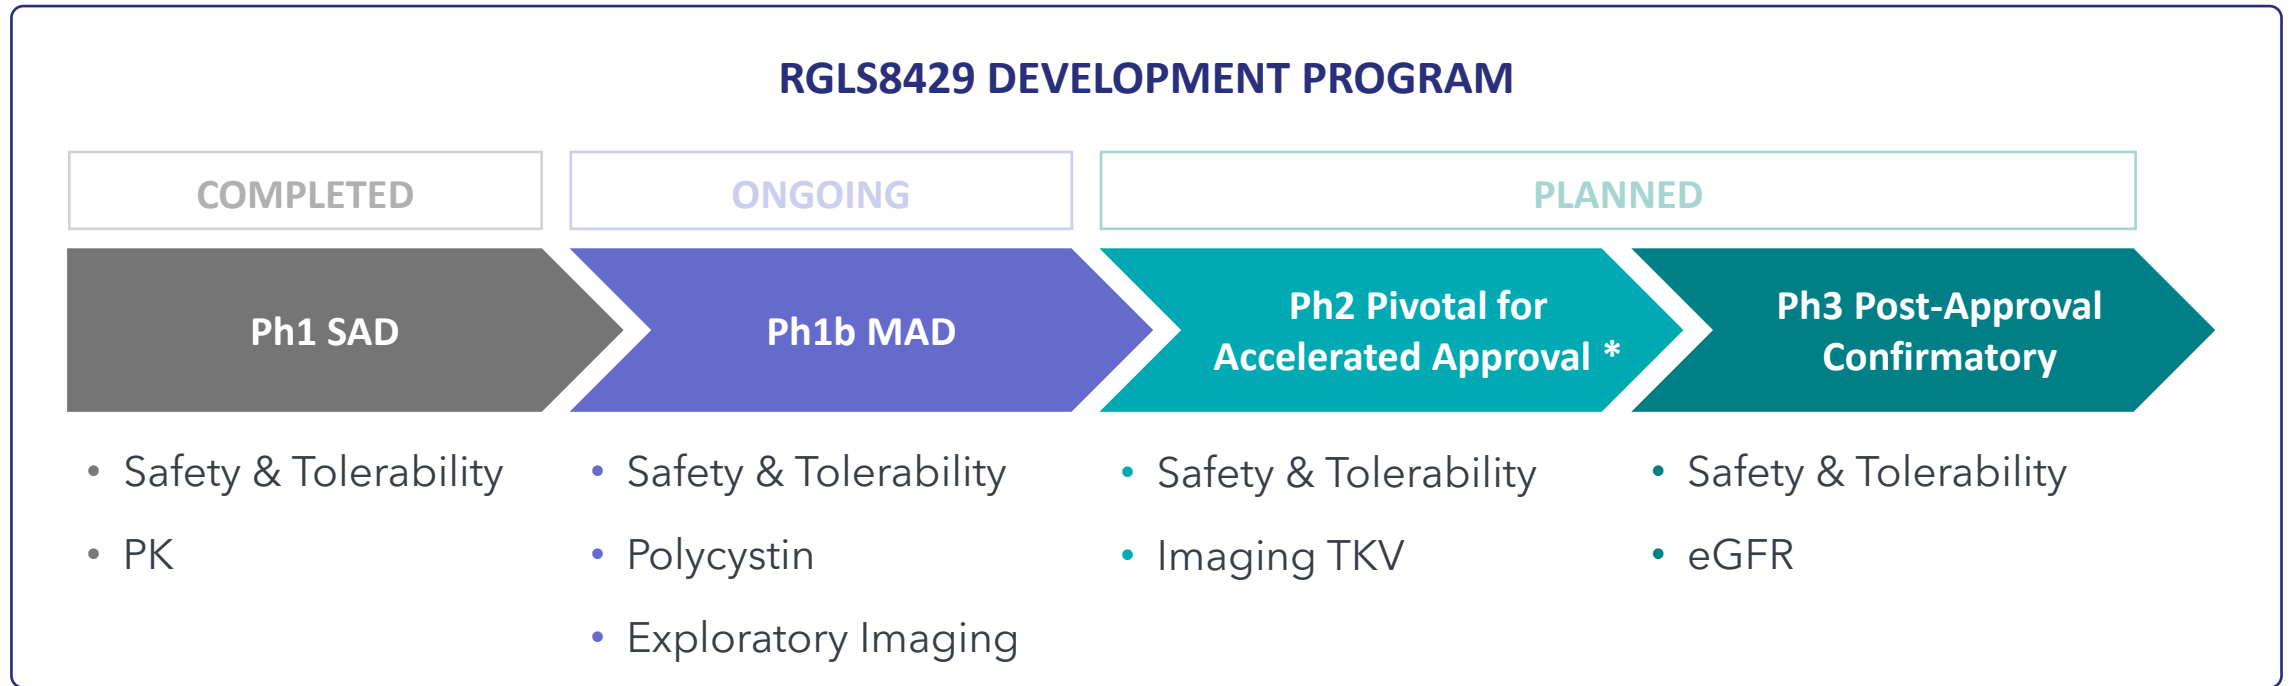 RGLS8429 DEVELOPMENT PROGRAM
COMPLETED
ONGOING
PLANNED
Ph1 SAD
Ph1b MAD
Ph2 Pivotal for
Accelerated Approval *
Ph3 Post-Approval
Confirmatory
• Safety & Tolerability
• PK
• Safety & Tolerability
• Polycystin
• Exploratory Imaging
• Safety & Tolerability
• Imaging TKV
• Safety & Tolerability
• eGFR